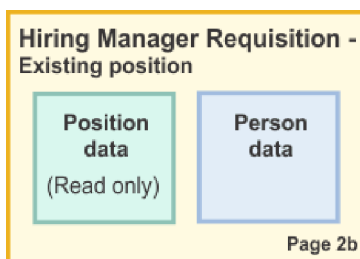 Hiring Manager Requisition -
Existing position
Position
data
(Read only)
Person
data
Page 2b